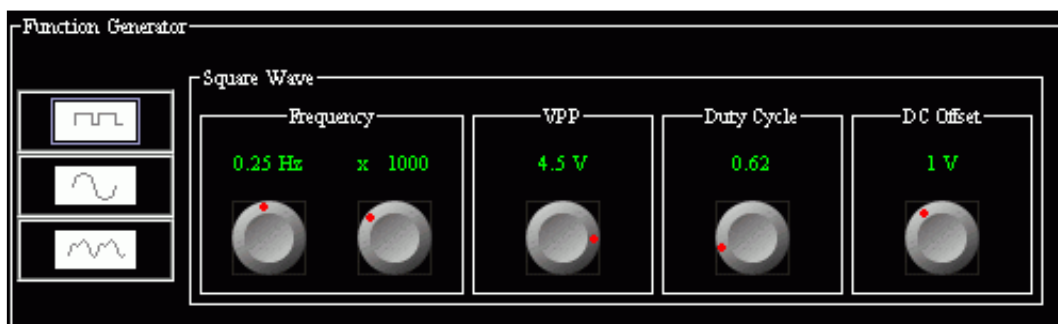 Function Generator
Square Wave
Frequency VPP Duty Cycle DC Offset
0.25 Hz x 1000 4.5 V 0.62 1 V